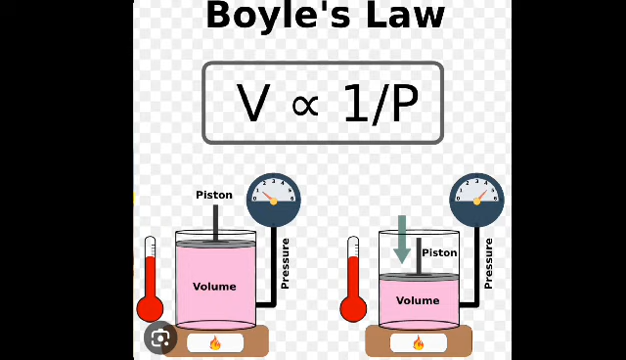 Boyle's Law
V ∝ 1/P
Piston
Volume
Pressure
Piston
Volume
Pressure